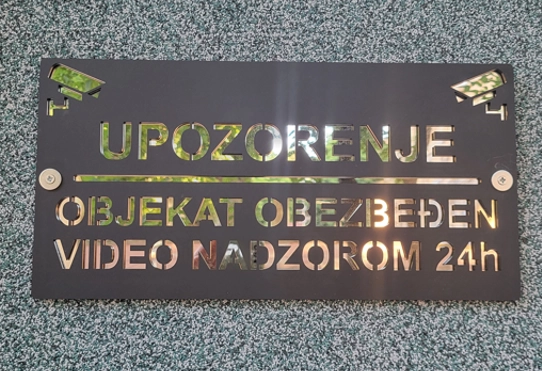 UPOZORENJE
OBJEKAT OBEZBEĐEN
VIDEO NADZOROM 24h